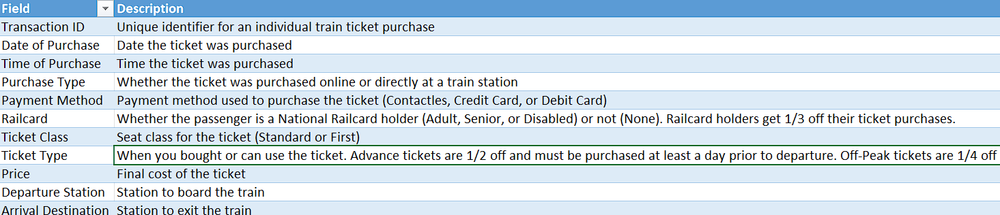 Field Description
Transaction ID Unique identifier for an individual train ticket purchase
Date of Purchase Date the ticket was purchased
Time of Purchase Time the ticket was purchased
Purchase Type Whether the ticket was purchased online or directly at a train station
Payment Method Payment method used to purchase the ticket (Contactles, Credit Card, or Debit Card)
Railcard Whether the passenger is a National Railcard holder (Adult, Senior, or Disabled) or not (None). Railcard holders get 1/3 off their ticket purchases.
Ticket Class Seat class for the ticket (Standard or First)
Ticket Type When you bought or can use the ticket. Advance tickets are 1/2 off and must be purchased at least a day prior to departure. Off-Peak tickets are 1/4 off
Price Final cost of the ticket
Departure Station Station to board the train
Arrival Destination Station to exit the train